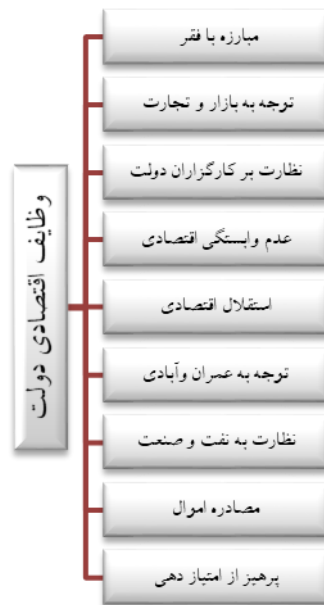 وظایف اقتصادی دولت
مبارزه با فقر
توجه به بازار و تجارت
نظارت بر کارگزاران دولت
عدم وابستگی اقتصادی
استقلال اقتصادی
توجه به عمران وآبادی
نظارت به نفت و صنعت
مصادره اموال
پرهیز از امتیاز دهی